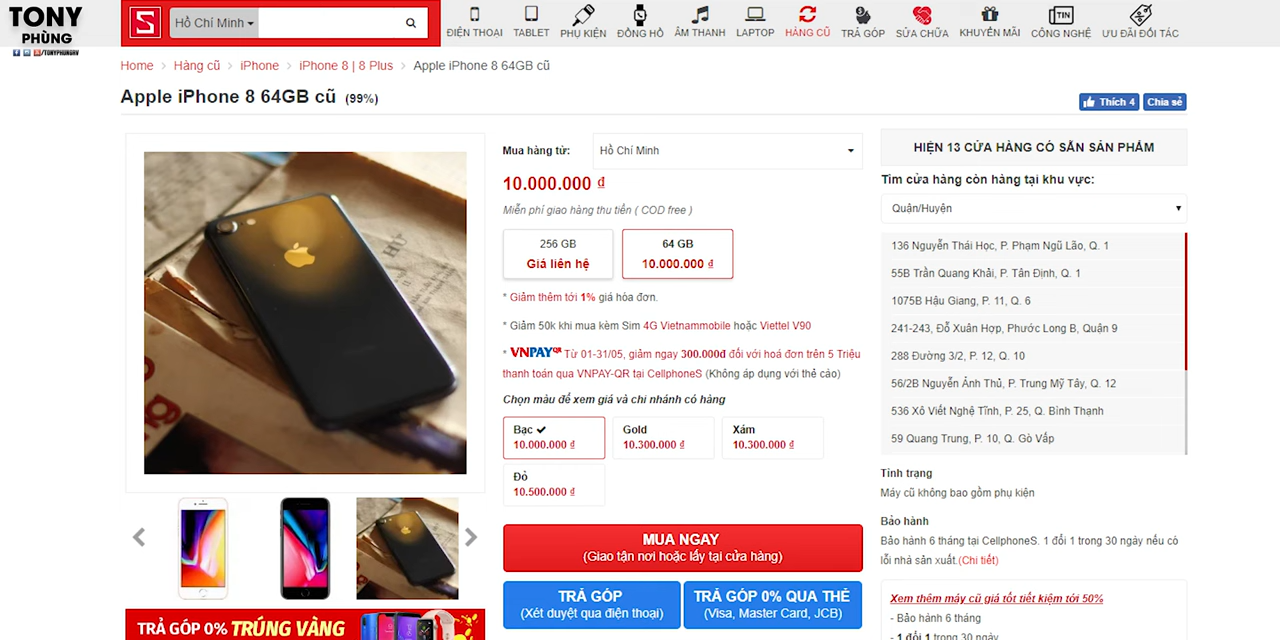 TONY
PHÙNG
/TONYPHUNGRV
S
Hồ Chí Minh
ĐIỆN THOẠI
TABLET
PHỤ KIỆN
ĐỒNG HỒ
ÂM THANH
LAPTOP
HÀNG CŨ
TRẢ GÓP
SỬA CHỮA
KHUYẾN MÃI
TIN
CÔNG NGHỆ
ƯU ĐÃI ĐỐI TÁC
Home > Hàng cũ > iPhone > iPhone 8 | 8 Plus > Apple iPhone 8 64GB cũ
Apple iPhone 8 64GB cũ (99%)
Thích 4
Chia sẻ
Mua hàng từ:
Hồ Chí Minh
10.000.000 ₫
Miễn phí giao hàng thu tiền ( COD free )
256 GB
Giá liên hệ
64 GB
10.000.000 ₫
* Giảm thêm tới 1% giá hóa đơn.
* Giảm 50k khi mua kèm Sim 4G Vietnammobile hoặc Viettel V90
* VNPAYQR Từ 01-31/05, giảm ngay 300.000đ đối với hoá đơn trên 5 Triệu
thanh toán qua VNPAY-QR tại CellphoneS (Không áp dụng với thẻ cào)
Chọn màu để xem giá và chi nhánh có hàng
Bạc
10.000.000 ₫
Gold
10.300.000 ₫
Xám
10.300.000 ₫
Đỏ
10.500.000 ₫
MUA NGAY
(Giao tận nơi hoặc lấy tại cửa hàng)
TRẢ GÓP
(Xét duyệt qua điện thoại)
TRẢ GÓP 0% QUA THẺ
(Visa, Master Card, JCB)
TRẢ GÓP 0% TRÚNG VÀNG
HIỆN 13 CỬA HÀNG CÓ SẴN SẢN PHẨM
Tìm cửa hàng còn hàng tại khu vực:
Quận/Huyện
136 Nguyễn Thái Học, P. Phạm Ngũ Lão, Q. 1
55B Trần Quang Khải, P. Tân Định, Q. 1
1075B Hậu Giang, P. 11, Q. 6
241-243, Đỗ Xuân Hợp, Phước Long B, Quận 9
288 Đường 3/2, P. 12, Q. 10
56/2B Nguyễn Ảnh Thủ, P. Trung Mỹ Tây, Q. 12
536 Xô Viết Nghệ Tĩnh, P. 25, Q. Bình Thạnh
59 Quang Trung, P. 10, Q. Gò Vấp
Tình trạng
Máy cũ không bao gồm phụ kiện
Bảo hành
Bảo hành 6 tháng tại CellphoneS. 1 đổi 1 trong 30 ngày nếu có
lỗi nhà sản xuất.(Chi tiết)
Xem thêm máy cũ giá tốt tiết kiệm tới 50%
- Bảo hành 6 tháng
- 1 đổi 1 trong 30 ngày